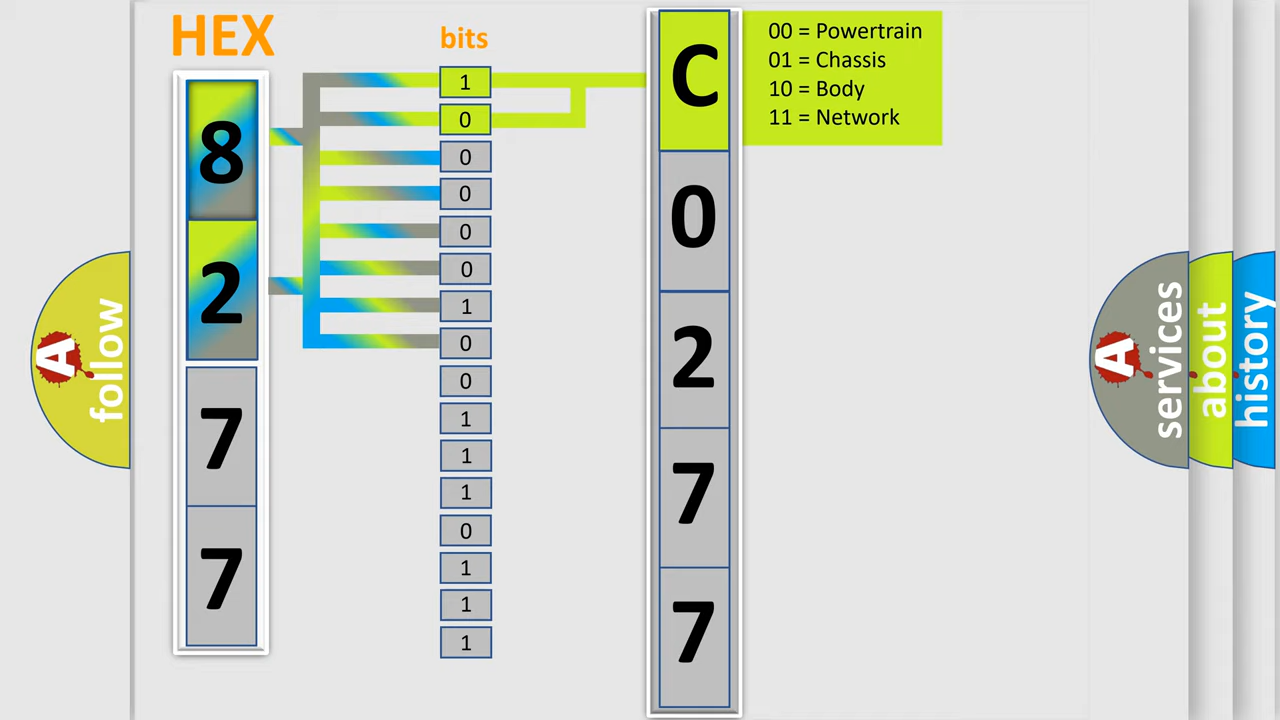 HEX
bits
8
2
7
7
1
0
0
0
0
0
1
0
0
1
1
1
0
1
1
1
C
0
2
7
7
00 = Powertrain
01 = Chassis
10 = Body
11 = Network
A
follow
A
services
about
history